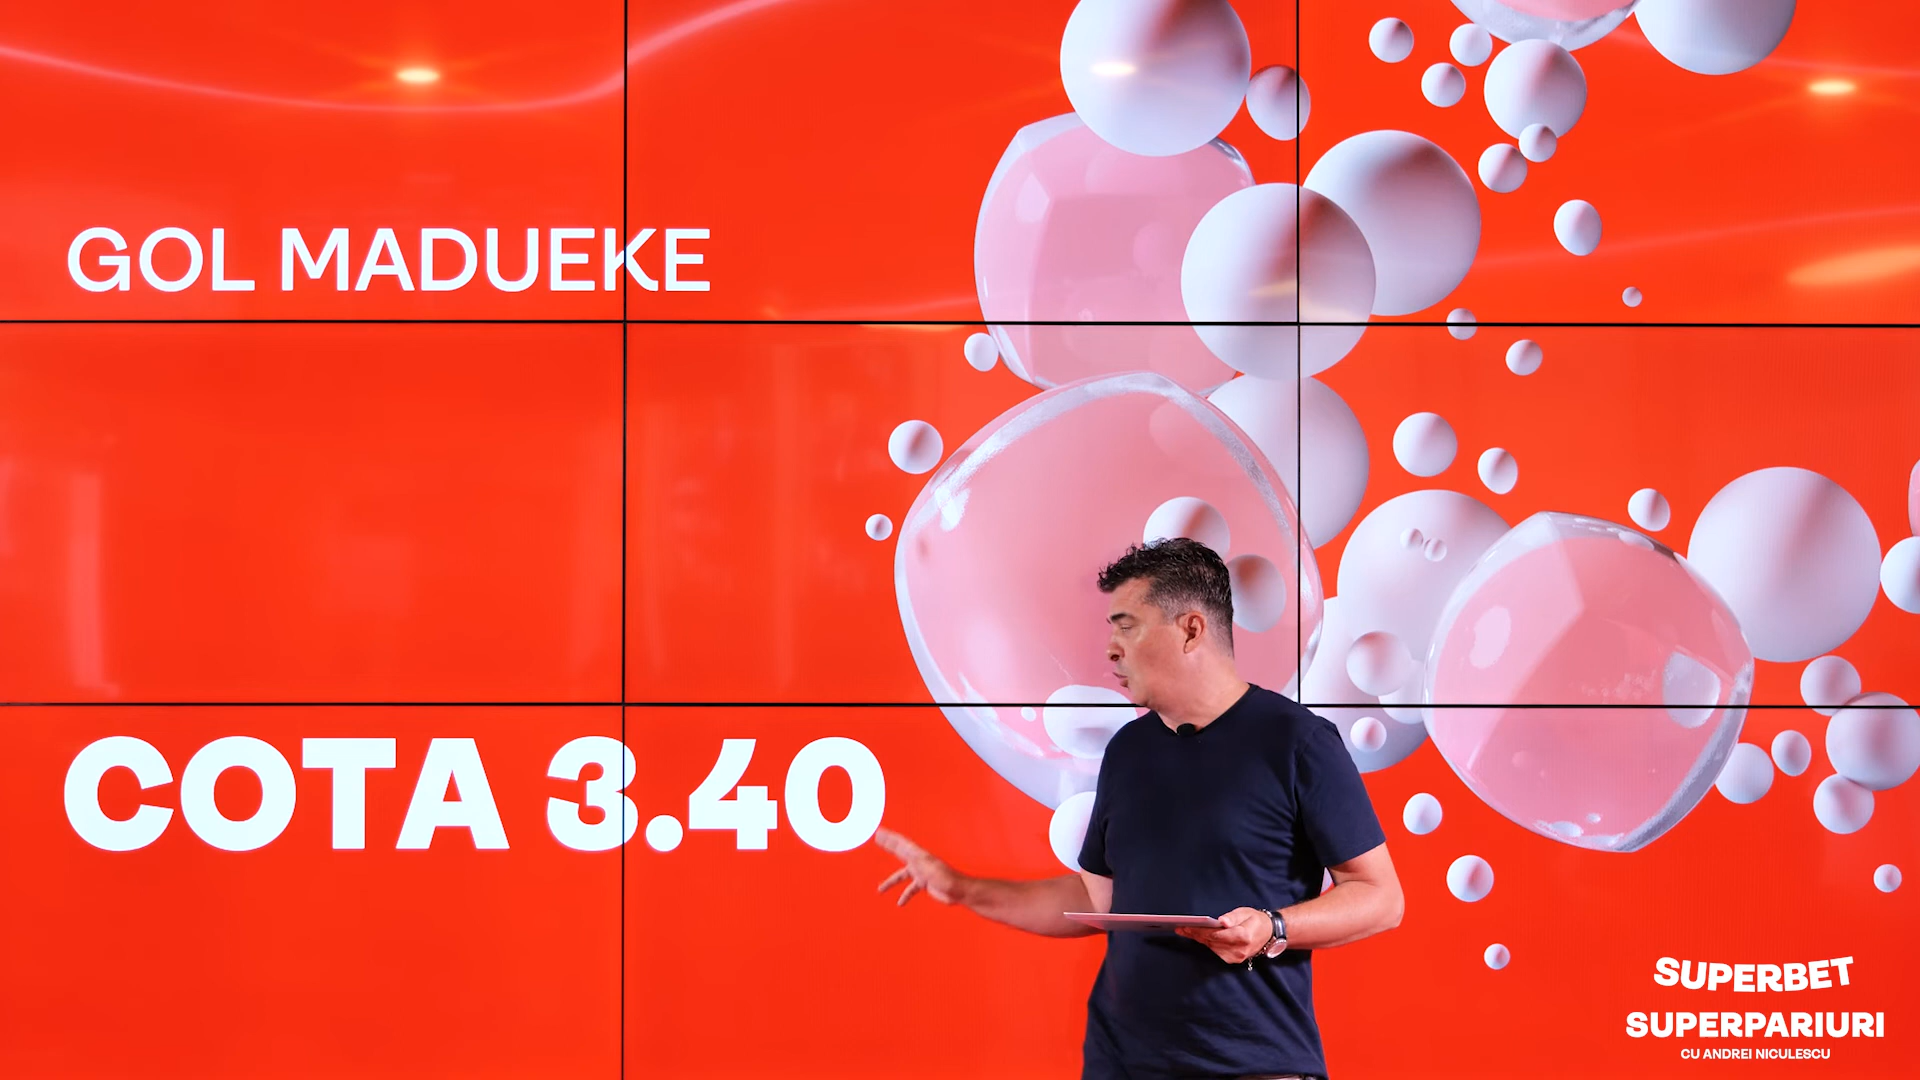 GOL MADUEKE
COTA 3.40
SUPERBET
SUPERPARIURI
CU ANDREI NICULESCU